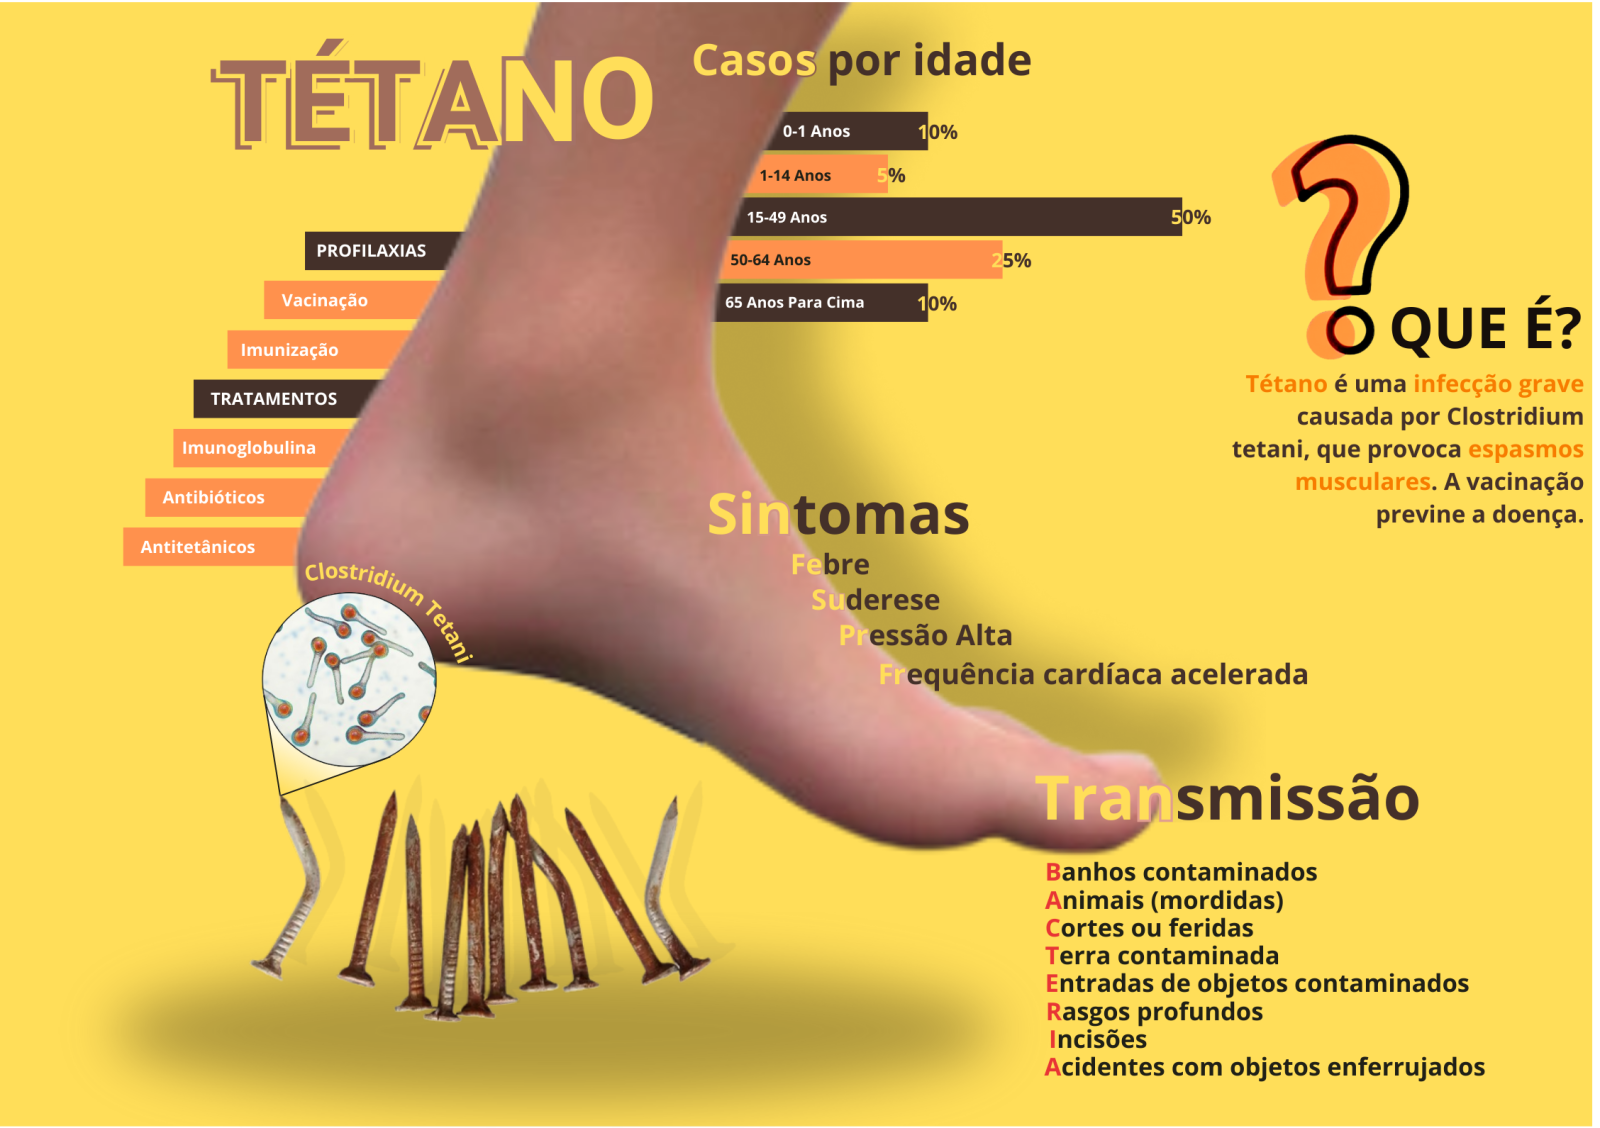 TÉTANO
Casos por idade
0-1 Anos 10%
1-14 Anos 5%
15-49 Anos 50%
50-64 Anos 25%
65 Anos Para Cima 10%
PROFILAXIAS
Vacinação
Imunização
TRATAMENTOS
Imunoglobulina
Antibióticos
Antitetânicos
Clostridium Tetani
? O QUE É?
Tétano é uma infecção grave
causada por Clostridium
tetani, que provoca espasmos
musculares. A vacinação
previne a doença.
Sintomas
Febre
Suderese
Pressão Alta
Frequência cardíaca acelerada
Transmissão
Banhos contaminados
Animais (mordidas)
Cortes ou feridas
Terra contaminada
Entradas de objetos contaminados
Rasgos profundos
Incisões
Acidentes com objetos enferrujados